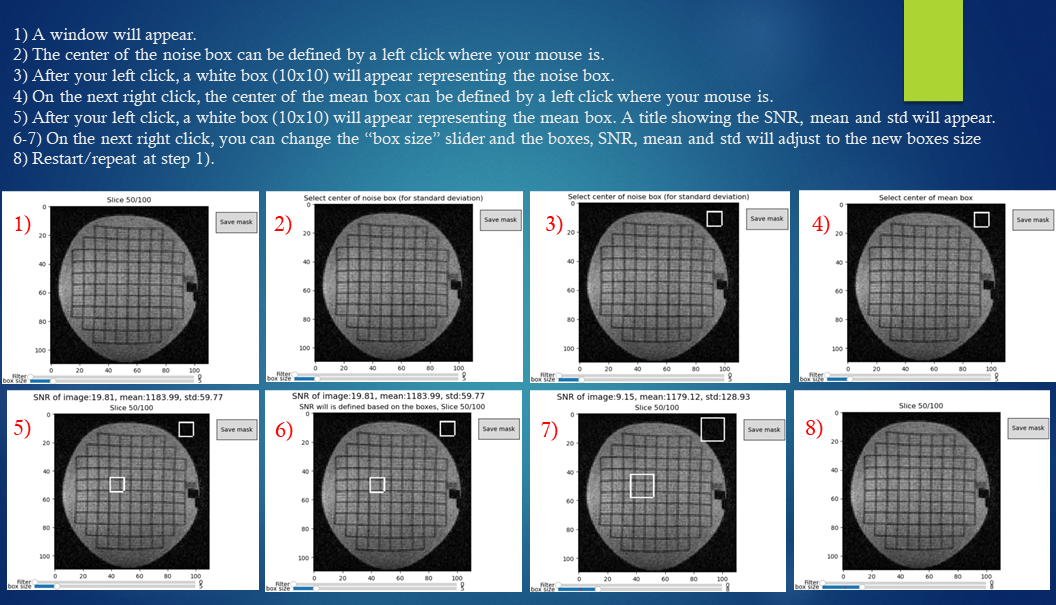 1) A window will appear.
2) The center of the noise box can be defined by a left click where your mouse is.
3) After your left click, a white box (10x10) will appear representing the noise box.
4) On the next right click, the center of the mean box can be defined by a left click where your mouse is.
5) After your left click, a white box (10x10) will appear representing the mean box. A title showing the SNR, mean and std will appear.
6-7) On the next right click, you can change the “box size” slider and the boxes, SNR, mean and std will adjust to the new boxes size
8) Restart/repeat at step 1).
1)
Slice 50/100
Save mask
0
20
40
60
80
100
0 20 40 60 80 100
Filter 0
box size 5
2)
Select center of noise box (for standard deviation)
Save mask
0
20
40
60
80
100
0 20 40 60 80 100
Filter 0
box size 5
3)
Select center of noise box (for standard deviation)
Save mask
0
20
40
60
80
100
0 20 40 60 80 100
Filter 0
box size 5
4)
Select center of mean box
Save mask
0
20
40
60
80
100
0 20 40 60 80 100
Filter 0
box size 5
5)
SNR of image:19.81, mean:1183.99, std:59.77
Slice 50/100
Save mask
0
20
40
60
80
100
0 20 40 60 80 100
Filter 0
box size 5
6)
SNR of image:19.81, mean:1183.99, std:59.77
SNR will is defined based on the boxes, Slice 50/100
Save mask
0
20
40
60
80
100
0 20 40 60 80 100
Filter 0
box size 5
7)
SNR of image:9.15, mean:1179.12, std:128.93
Slice 50/100
Save mask
0
20
40
60
80
100
0 20 40 60 80 100
Filter 0
box size 8
8)
Slice 50/100
Save mask
0
20
40
60
80
100
0 20 40 60 80 100
Filter 0
box size 8